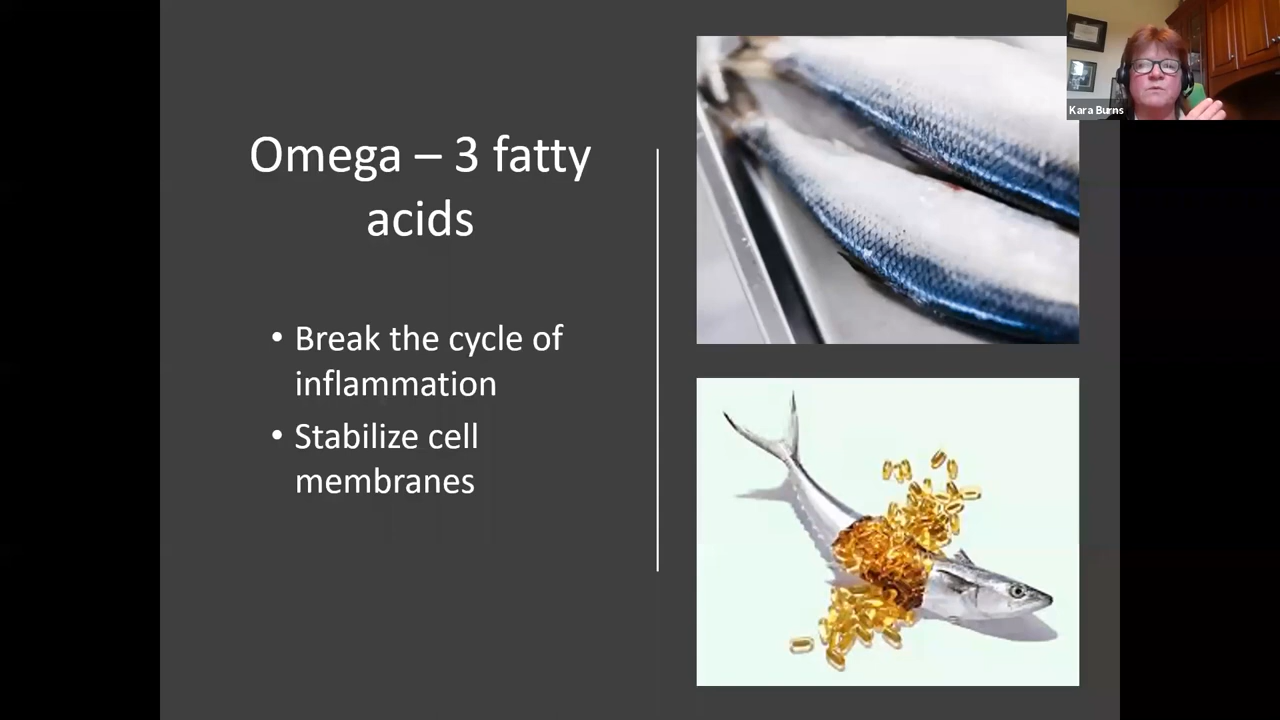 Omega – 3 fatty
acids
• Break the cycle of
inflammation
• Stabilize cell
membranes
Kara Burns